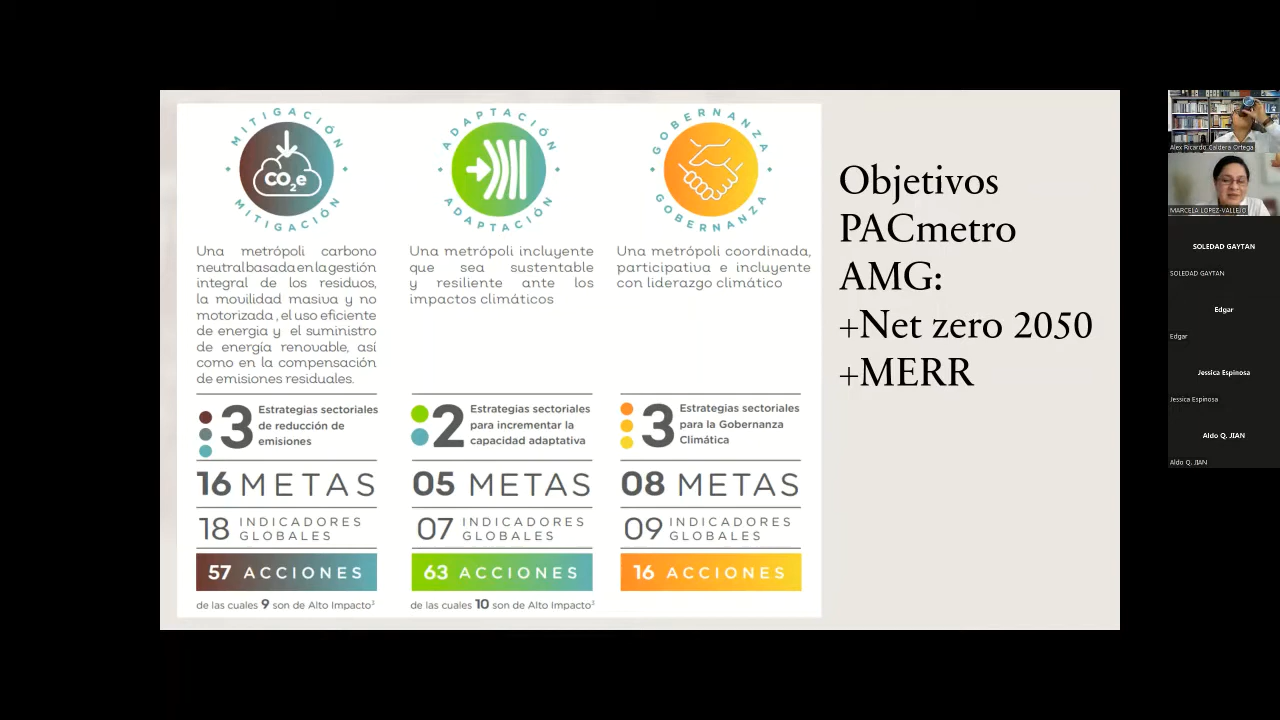 MITIGACIÓN
MITIGACIÓN
Una metrópoli carbono
neutral basada en la gestión
integral de los residuos,
la movilidad masiva y no
motorizada , el uso eficiente
de energia y el suministro
de energía renovable, así
como en la compensación
de emisiones residuales.
3 Estrategias sectoriales
de reducción de
emisiones
16 METAS
18 INDICADORES
GLOBALES
57 ACCIONES
de las cuales 9 son de Alto Impacto³
ADAPTACIÓN
ADAPTACIÓN
Una metrópoli incluyente
que sea sustentable
y resiliente ante los
impactos climáticos
2 Estrategias sectoriales
para incrementar la
capacidad adaptativa
05 METAS
07 INDICADORES
GLOBALES
63 ACCIONES
de las cuales 10 son de Alto Impacto³
GOBERNANZA
GOBERNANZA
Una metrópoli coordinada,
participativa e incluyente
con liderazgo climático
3 Estrategias sectoriales
para la Gobernanza
Climática
08 METAS
09 INDICADORES
GLOBALES
16 ACCIONES
CO2e
Objetivos
PACmetro
AMG:
+Net zero 2050
+MERR
Alex Ricardo Caldera Ortega
MARCELA LOPEZ-VALLEJO
SOLEDAD GAYTAN
SOLEDAD GAYTAN
Edgar
Edgar
Jessica Espinosa
Jessica Espinosa
Aldo Q. JIAN
Aldo Q. JIAN